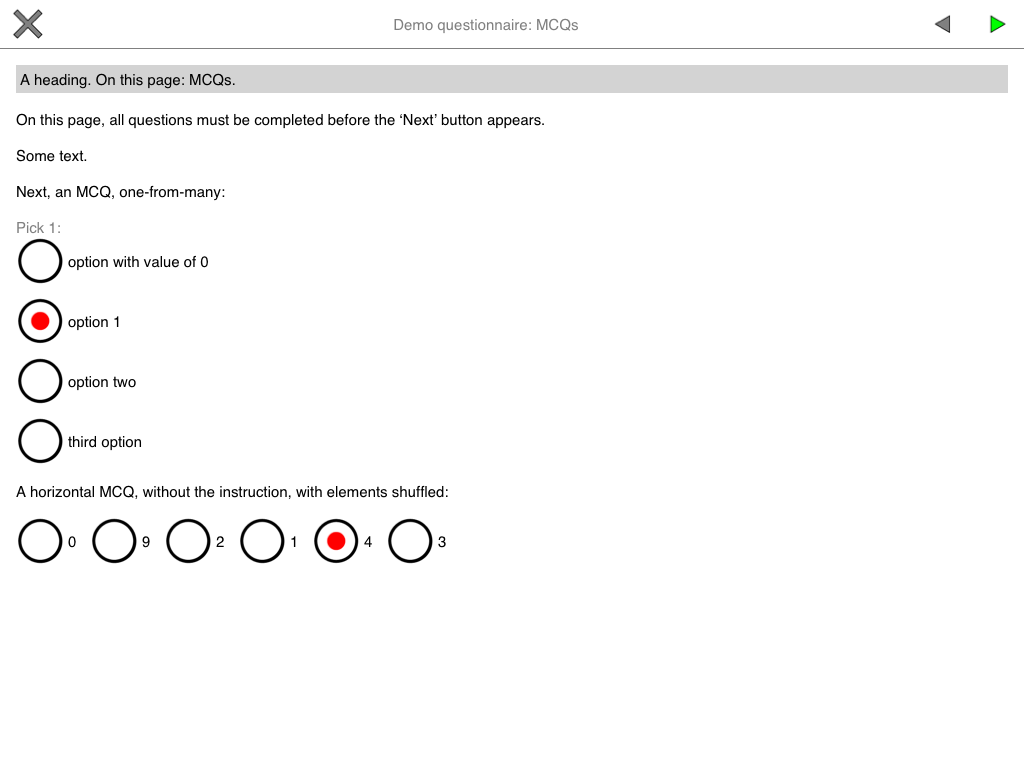 Demo questionnaire: MCQs
A heading. On this page: MCQs.
On this page, all questions must be completed before the ‘Next’ button appears.
Some text.
Next, an MCQ, one-from-many:
Pick 1:
option with value of 0
option 1
option two
third option
A horizontal MCQ, without the instruction, with elements shuffled:
0 9 2 1 4 3